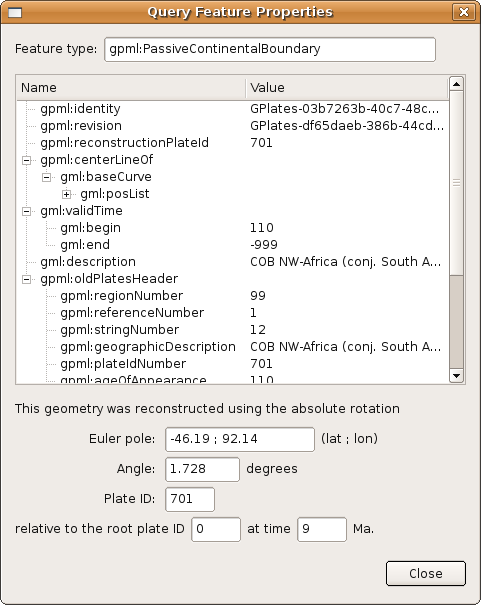 Query Feature Properties
Feature type: gpml:PassiveContinentalBoundary
Name Value
gpml:identity GPlates-03b7263b-40c7-48c...
gpml:revision GPlates-df65daeb-386b-44cd...
gpml:reconstructionPlateId 701
gpml:centerLineOf
gml:baseCurve
gml:posList
gml:validTime
gml:begin 110
gml:end -999
gml:description COB NW-Africa (conj. South A...
gpml:oldPlatesHeader
gpml:regionNumber 99
gpml:referenceNumber 1
gpml:stringNumber 12
gpml:geographicDescription COB NW-Africa (conj. South A...
gpml:plateIdNumber 701
gpml:ageOfAppearance 110
This geometry was reconstructed using the absolute rotation
Euler pole: -46.19 ; 92.14 (lat ; lon)
Angle: 1.728 degrees
Plate ID: 701
relative to the root plate ID 0 at time 9 Ma.
Close